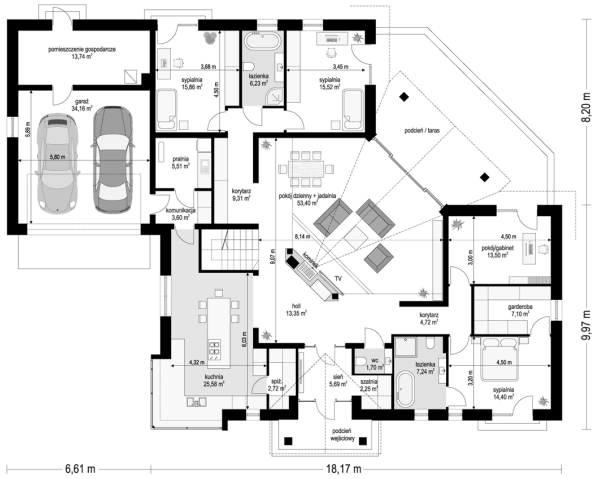 pomieszczenie gospodarcze
13,74 m²
garaż
34,16 m²
5,89 m
5,80 m
3,68 m
sypialnia
15,86 m²
4,50 m
łazienka
6,23 m²
3,45 m
sypialnia
15,52 m²
podcień / taras
8,20 m
pralnia
5,51 m²
korytarz
9,31 m²
komunikacja
3,60 m²
pokój dzienny + jadalnia
53,40 m²
8,14 m
9,07 m
kominek
TV
holl
13,35 m²
4,50 m
3,00 m
pokój/gabinet
13,50 m²
garderoba
7,10 m²
korytarz
4,72 m²
9,97 m
6,03 m
4,32 m
kuchnia
25,58 m²
spiż.
2,72 m²
sień
5,69 m²
wc
1,70 m²
szatnia
2,25 m²
łazienka
7,24 m²
3,20 m
4,50 m
sypialnia
14,40 m²
podcień
wejściowy
6,61 m
18,17 m